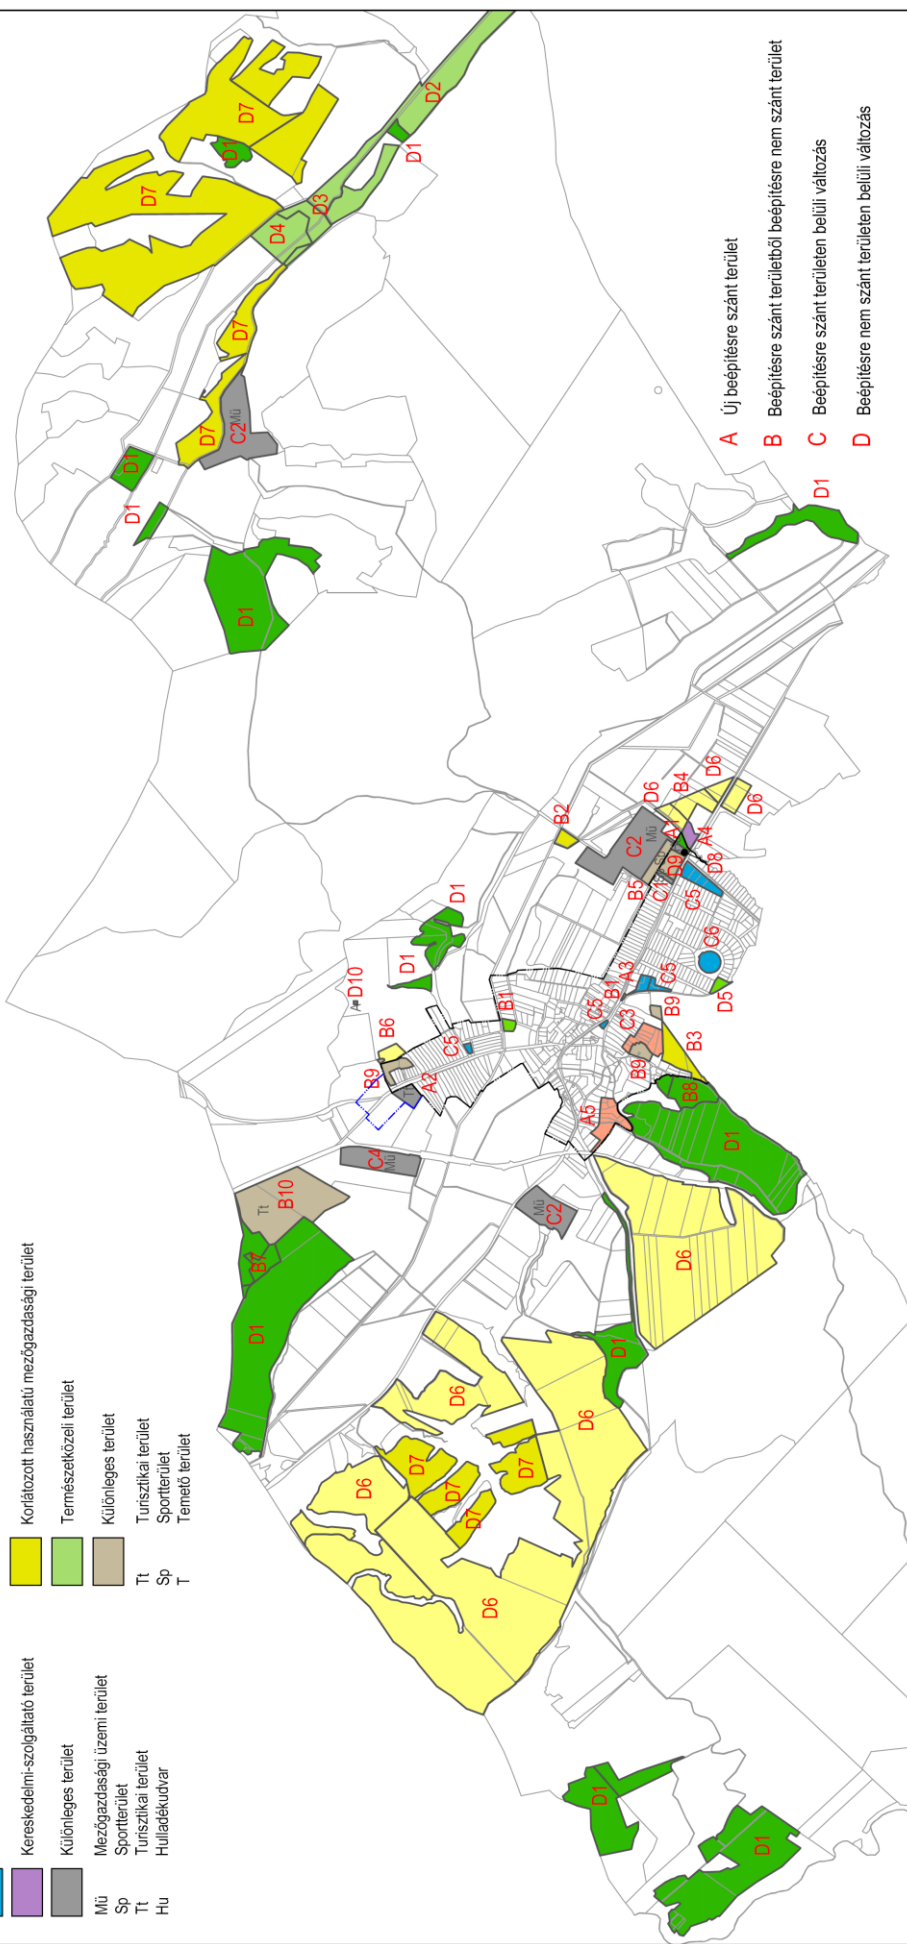 Kereskedelmi-szolgáltató terület
Különleges terület
Mü Mezőgazdasági üzemi terület
Sp Sportterület
Tt Turisztikai terület
Hu Hulladékudvar
Korlátozott használatú mezőgazdasági terület
Természetközeli terület
Különleges terület
Tt Turisztikai terület
Sp Sportterület
T Temető terület
D7
D1
D7
D2
D1
D3
D4
D7
D7
Mü
C2
D1
D1
D1
A Új beépítésre szánt terület
B Beépítésre szánt területből beépítésre nem szánt terület
C Beépítésre szánt területen belüli változás
D Beépítésre nem szánt területen belüli változás
D1
D6
B4
D6
D6
B2
C2
Mü
A1
A4
D9
D8
B5
C1
C5
C6
D1
D1
D10
B1
A3
C5
B1
C5
D5
B9
C3
B9
B3
B6
B9
C5
A2
B8
A5
D1
C4
Mü
Tt
B10
B7
D1
Mü
C2
D6
D1
D6
D6
D7
D7
D7
D7
D6
D6
D1
D1